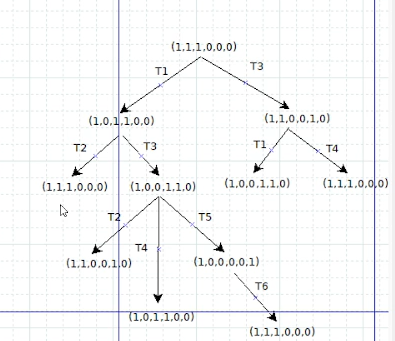 (1,1,1,0,0,0)
T1
T3
(1,0,1,1,0,0)
(1,1,0,0,1,0)
T2
T3
T1
T4
(1,1,1,0,0,0)
(1,0,0,1,1,0)
(1,0,0,1,1,0)
(1,1,1,0,0,0)
T2
T5
T4
(1,1,0,0,1,0)
(1,0,0,0,0,1)
T6
(1,0,1,1,0,0)
(1,1,1,0,0,0)